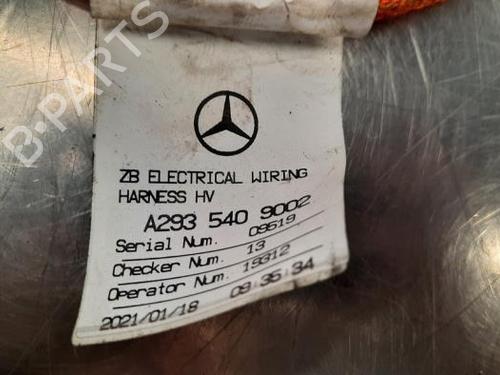 B-PARTS
ZB ELECTRICAL WIRING
HARNESS HV
A293 540 9002
Serial Num. 09519
Checker Num. 13
Operator Num. 19312
2021/01/18 09:35:34